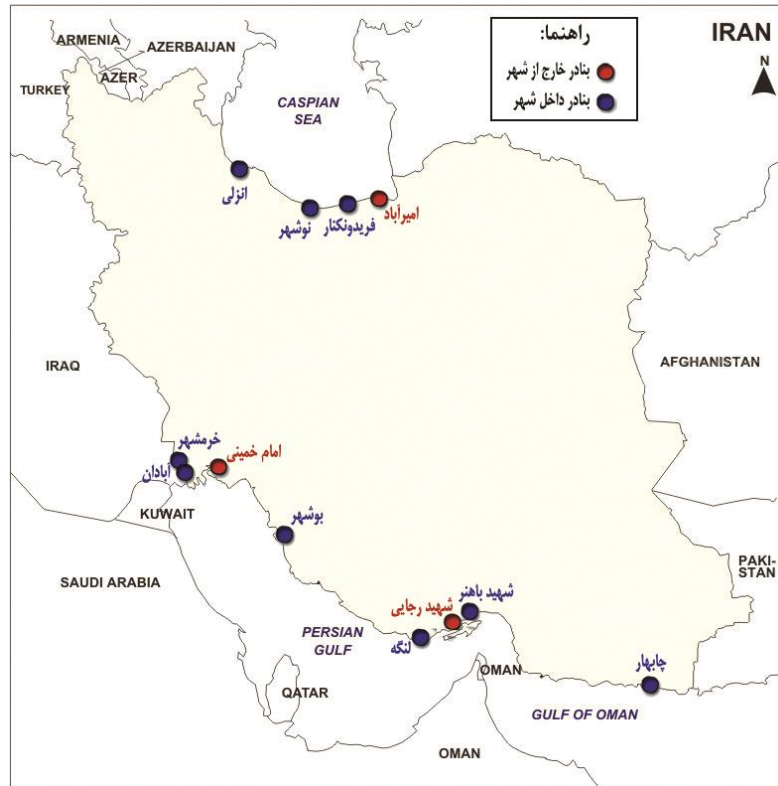 IRAN
N
راهنما:
بنادر خارج از شهر
بنادر داخل شهر
ARMENIA
AZERBAIJAN
AZER
TURKEY
CASPIAN
SEA
انزلی
نوشهر
فریدونکنار
امیرآباد
IRAQ
AFGHANISTAN
خرمشهر
آبادان
امام خمینی
KUWAIT
بوشهر
SAUDI ARABIA
PAKI-
STAN
شهید باهنر
شهید رجایی
لنگه
PERSIAN
GULF
چابهار
OMAN
QATAR
GULF OF OMAN
OMAN